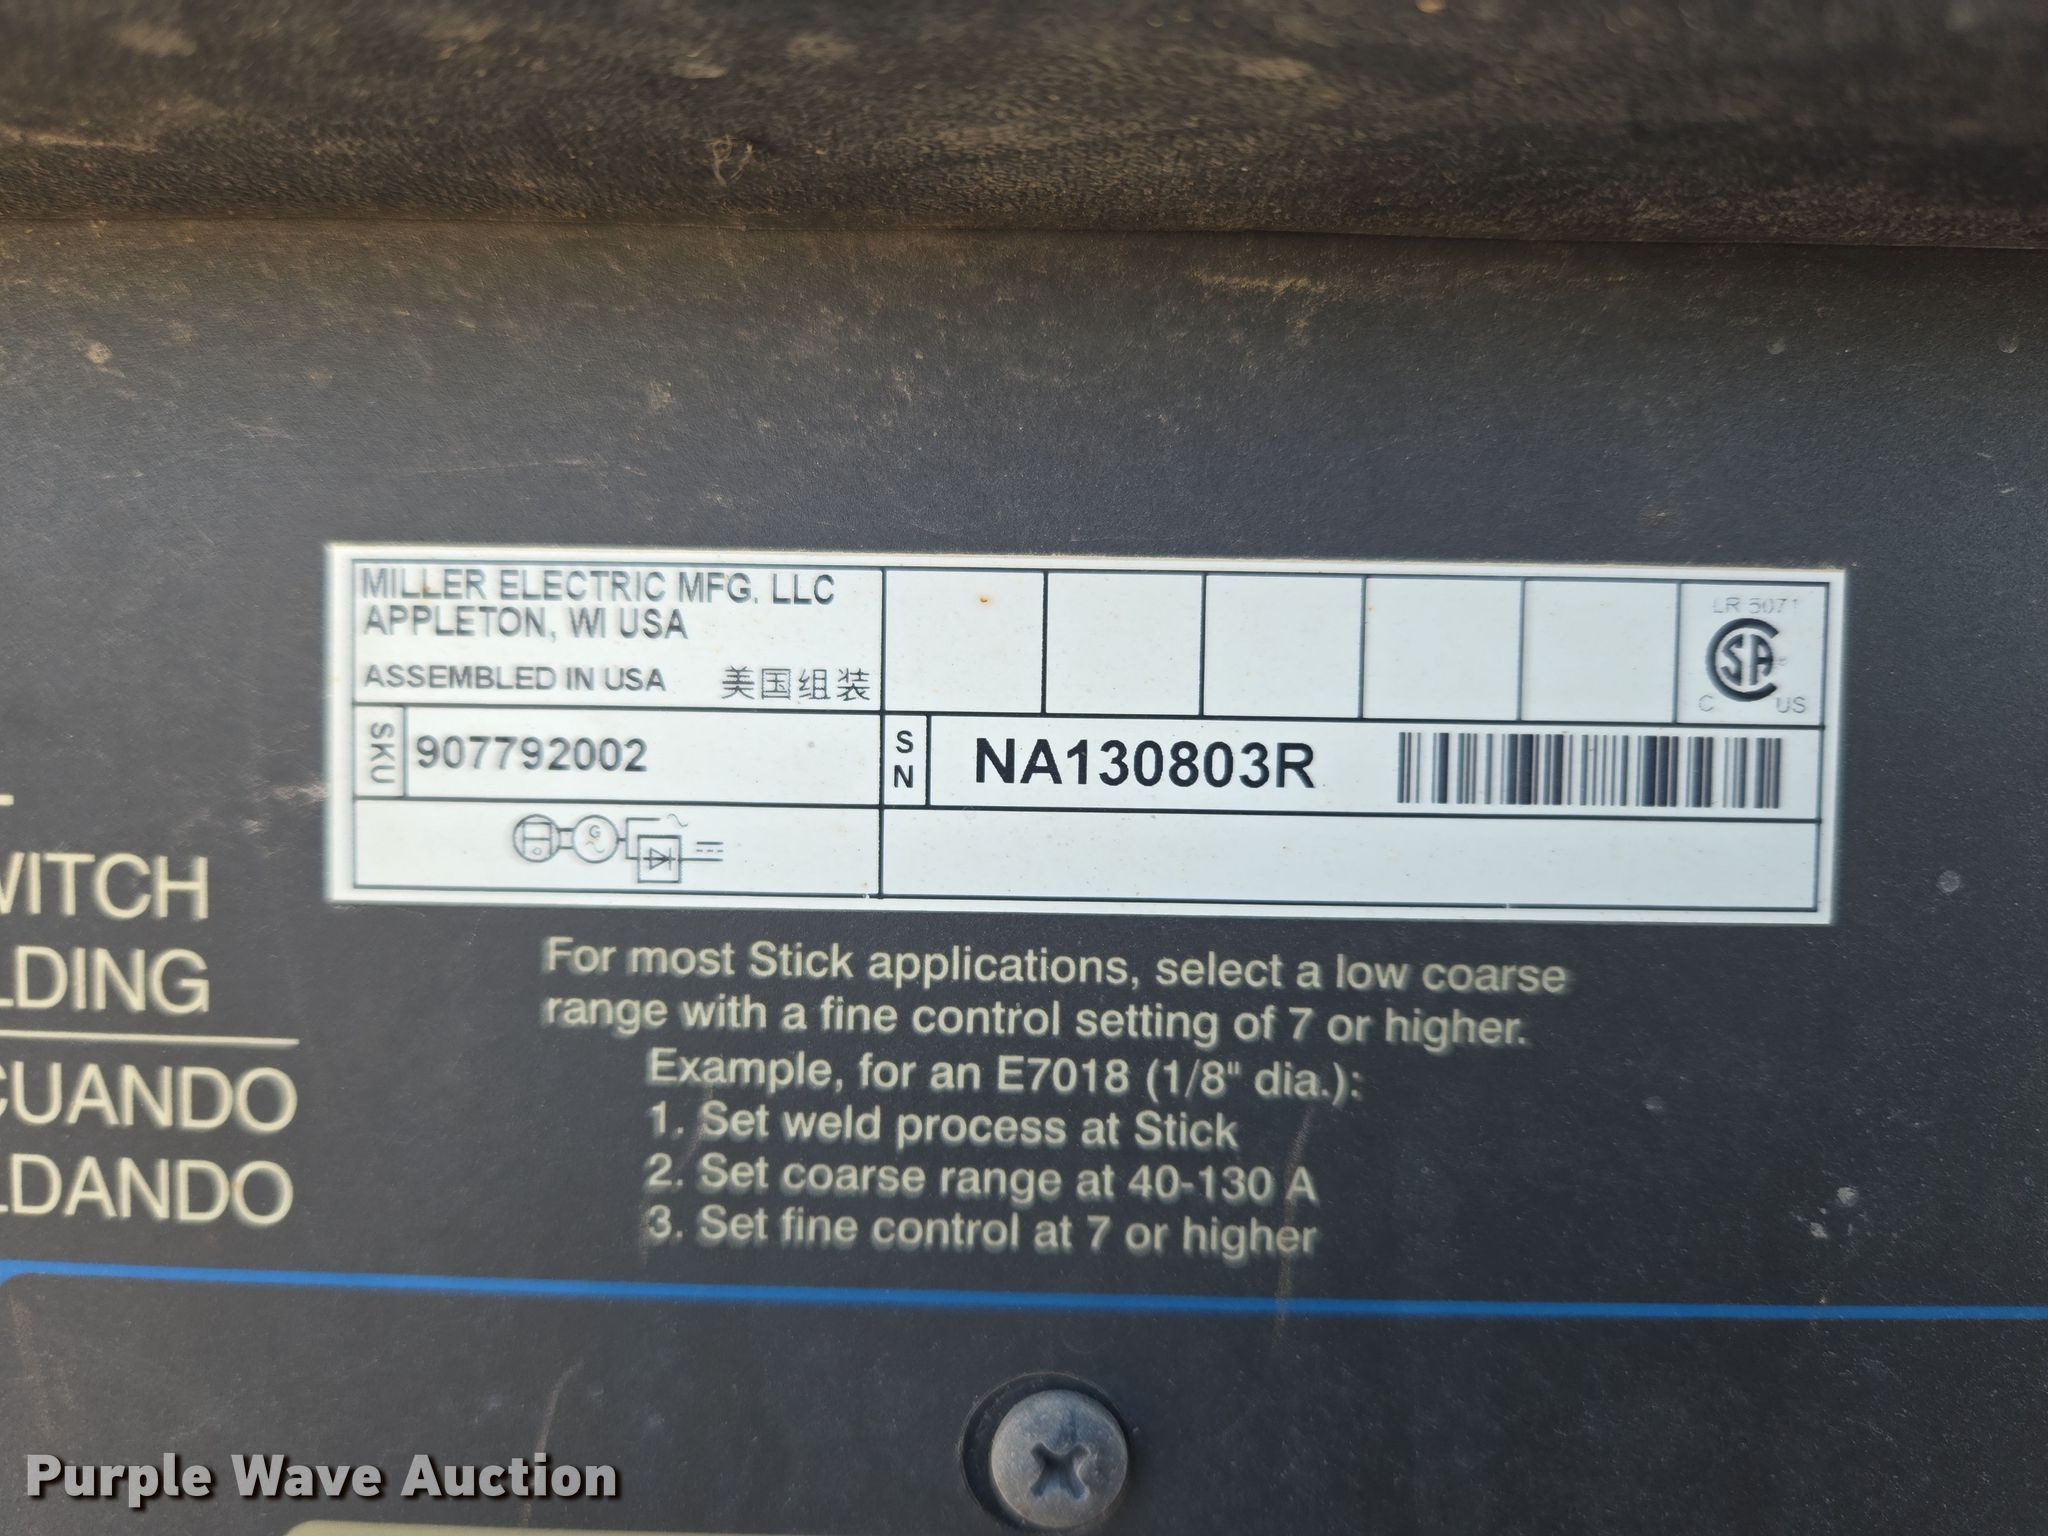 MILLER ELECTRIC MFG. LLC
APPLETON, WI USA
ASSEMBLED IN USA 美国组装
LR 5071
CSA
C US
SKU 907792002
SN NA130803R
G
WITCH
LDING
CUANDO
LDANDO
For most Stick applications, select a low coarse
range with a fine control setting of 7 or higher.
Example, for an E7018 (1/8" dia.):
1. Set weld process at Stick
2. Set coarse range at 40-130 A
3. Set fine control at 7 or higher
Purple Wave Auction